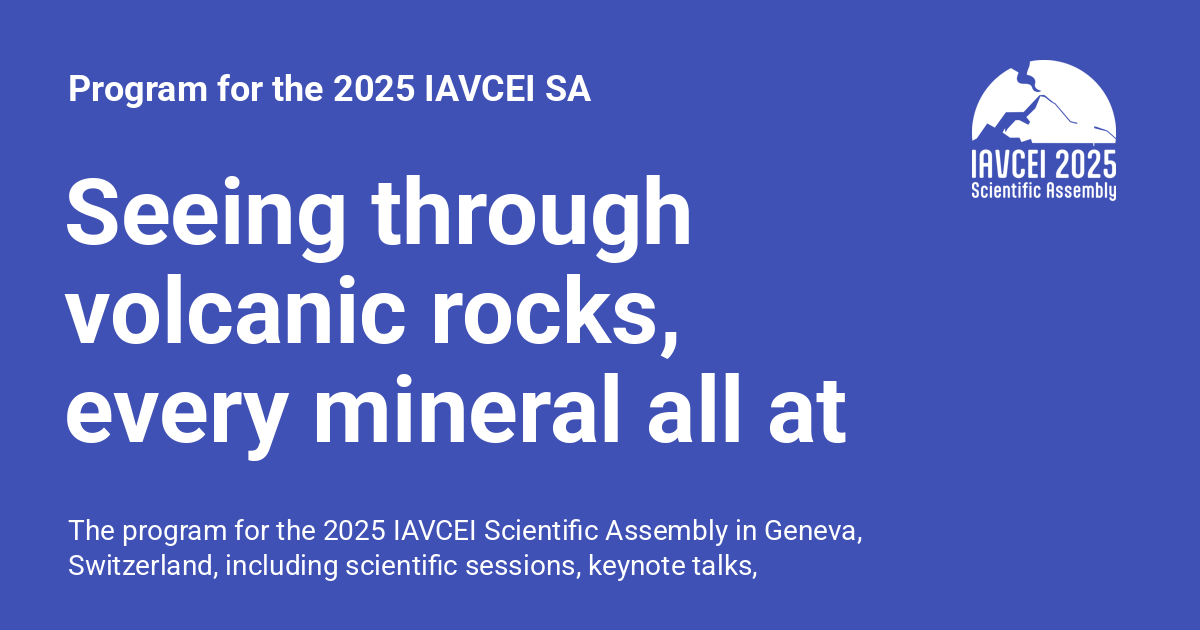 Program for the 2025 IAVCEI SA
IAVCEI 2025
Scientific Assembly
Seeing through
volcanic rocks,
every mineral all at
The program for the 2025 IAVCEI Scientific Assembly in Geneva,
Switzerland, including scientific sessions, keynote talks,